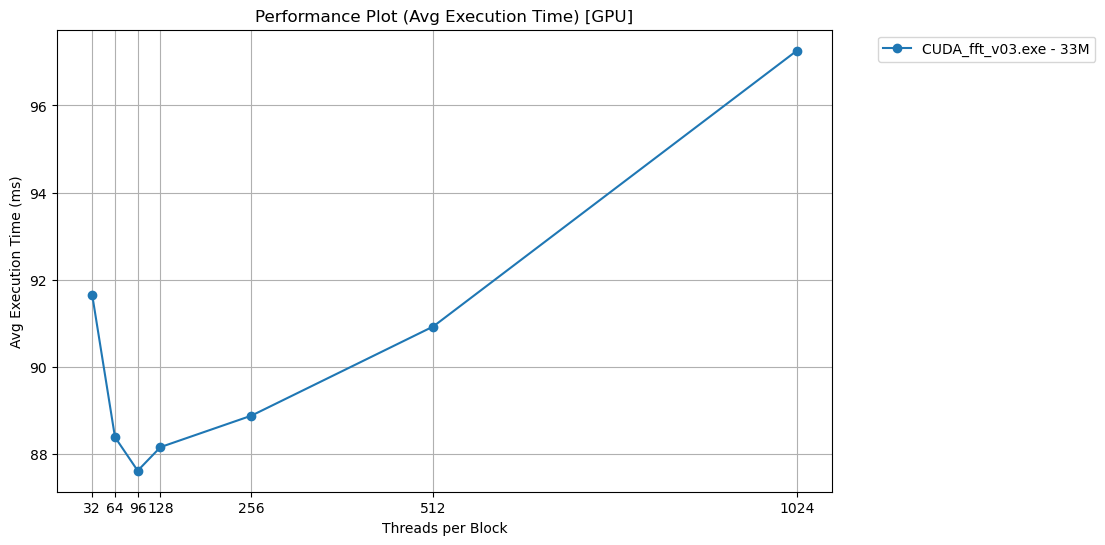 Performance Plot (Avg Execution Time) [GPU]
CUDA_fft_v03.exe - 33M
Avg Execution Time (ms)
96
94
92
90
88
32 64 96 128 256 512 1024
Threads per Block